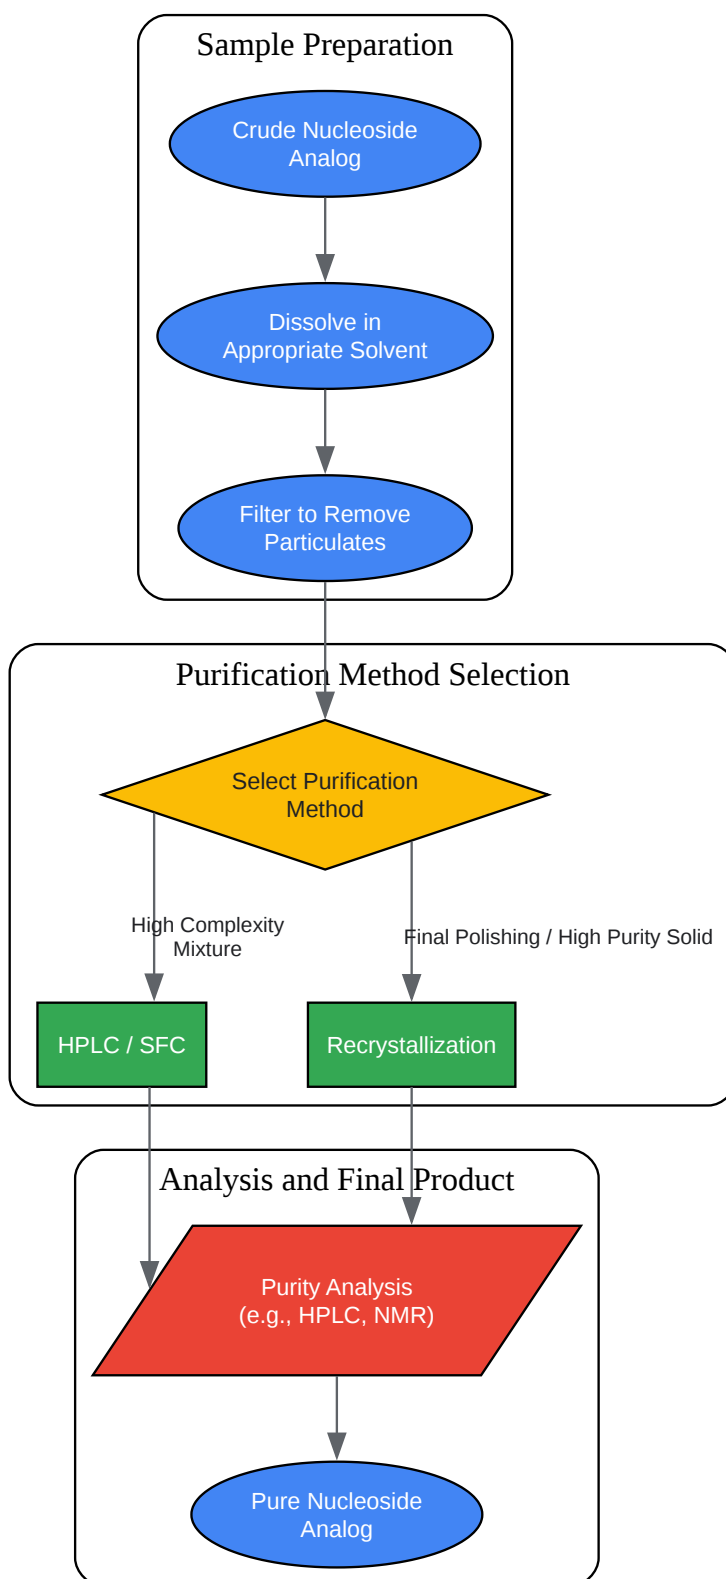 Sample Preparation
Crude Nucleoside
Analog
Dissolve in
Appropriate Solvent
Filter to Remove
Particulates
Purification Method Selection
Select Purification
Method
High Complexity
Mixture
Final Polishing / High Purity Solid
HPLC / SFC
Recrystallization
Analysis and Final Product
Purity Analysis
(e.g., HPLC, NMR)
Pure Nucleoside
Analog